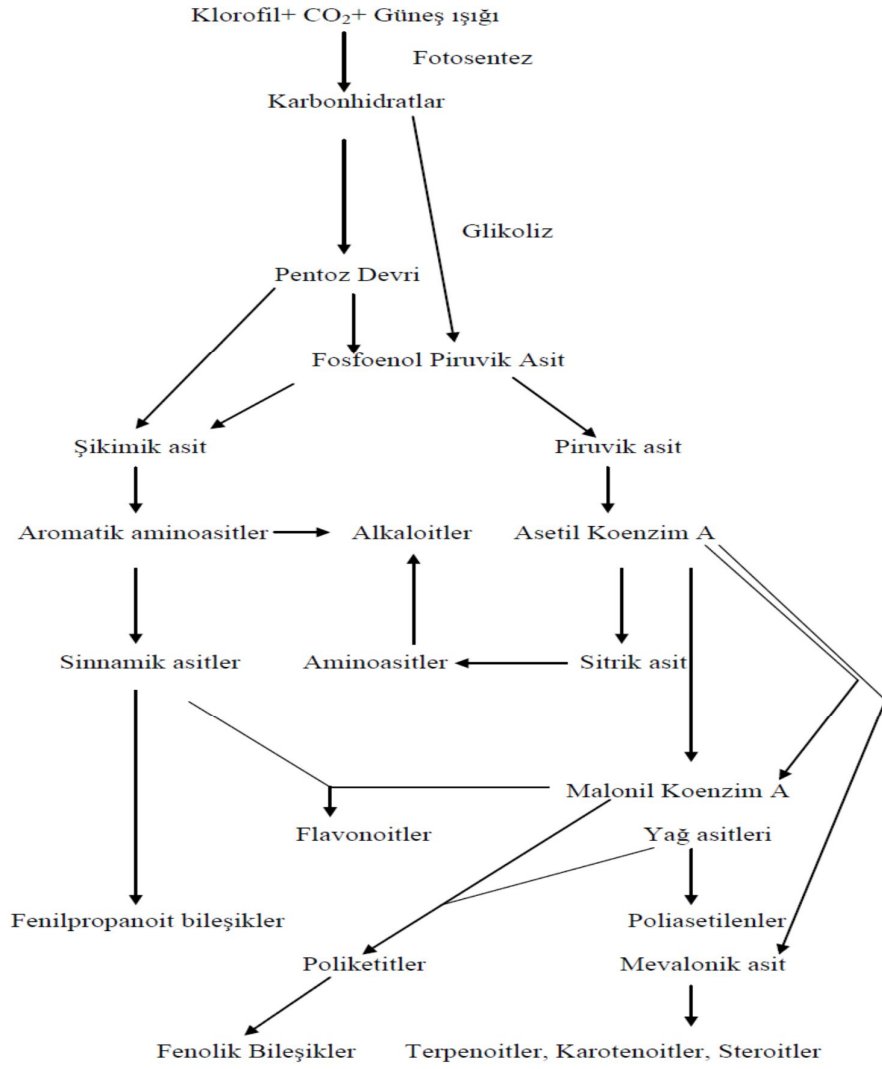 Klorofil+ CO₂+ Güneş ışığı
Fotosentez
Karbonhidratlar
Glikoliz
Pentoz Devri
Fosfoenol Piruvik Asit
Şikimik asit
Piruvik asit
Aromatik aminoasitler
Alkaloitler
Asetil Koenzim A
Sinnamik asitler
Aminoasitler
Sitrik asit
Malonil Koenzim A
Flavonoitler
Yağ asitleri
Fenilpropanoit bileşikler
Poliasetilenler
Poliketitler
Mevalonik asit
Fenolik Bileşikler
Terpenoitler, Karotenoitler, Steroitler